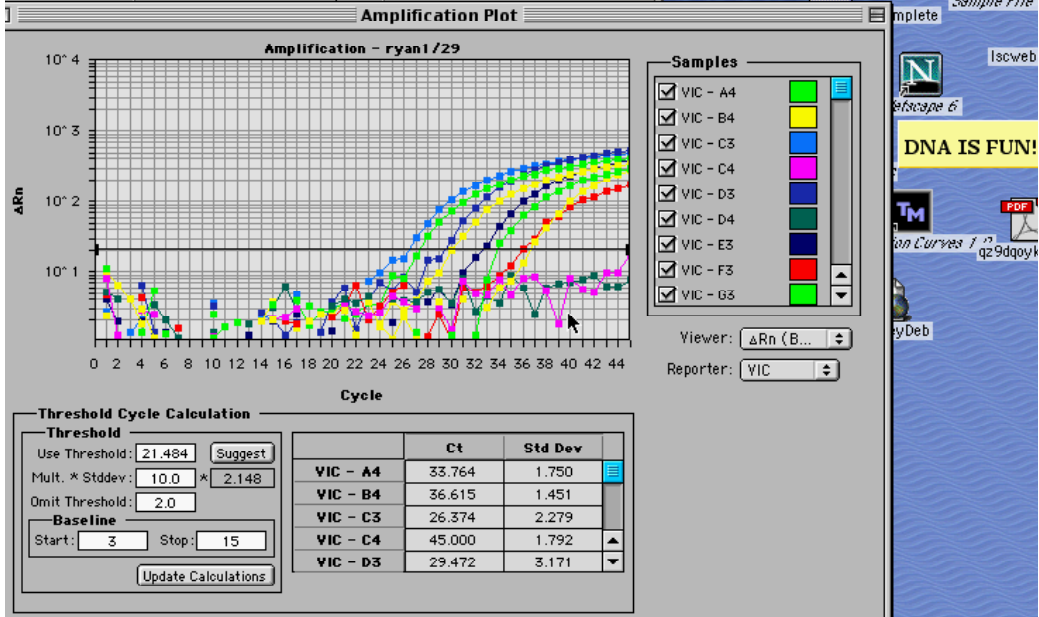 Amplification Plot
Amplification - ryan1/29
10^4
10^3
10^2
10^1
ΔRn
0 2 4 6 8 10 12 14 16 18 20 22 24 26 28 30 32 34 36 38 40 42 44
Cycle
Samples
VIC - A4
VIC - B4
VIC - C3
VIC - C4
VIC - D3
VIC - D4
VIC - E3
VIC - F3
VIC - G3
Viewer: ΔRn (B...
Reporter: VIC
Threshold Cycle Calculation
Threshold
Use Threshold: 21.484 Suggest
Mult. * Stddev: 10.0 * 2.148
Omit Threshold: 2.0
Baseline
Start: 3 Stop: 15
Update Calculations
Ct Std Dev
VIC - A4 33.764 1.750
VIC - B4 36.615 1.451
VIC - C3 26.374 2.279
VIC - C4 45.000 1.792
VIC - D3 29.472 3.171
mplete
Sample File
lscweb
N
etscape 6
DNA IS FUN!
TM
PDF
on Curves 1
qz9dqoyk
eyDeb